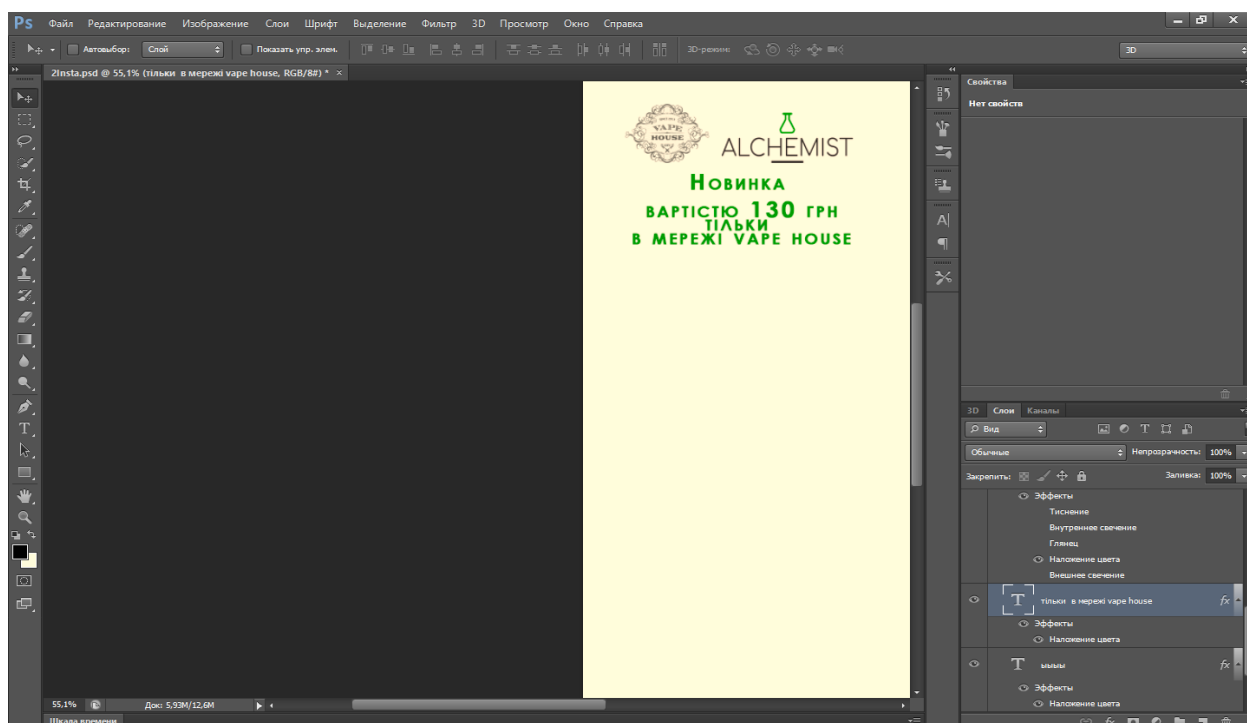 Ps Файл Редактирование Изображение Слои Шрифт Выделение Фильтр 3D Просмотр Окно Справка
Автовыбор: Слой Показать упр. элем. 3D-режим: 3D
2Insta.psd @ 55,1% (тільки в мережі vape house, RGB/8#) * ×
Свойства
Нет свойств
VAPE
HOUSE
ALCHEMIST
Новинка
вартістю 130 грн
тільки
в мережі vape house
3D Слои Каналы
Вид
Обычные Непрозрачность: 100%
Закрепить: Заливка: 100%
Эффекты
Тиснение
Внутреннее свечение
Глянец
Наложение цвета
Внешнее свечение
T тільки в мережі vape house fx
Эффекты
Наложение цвета
T ыыыы fx
Эффекты
Наложение цвета
55,1% Док: 5,93M/12,6M
Шкала времени